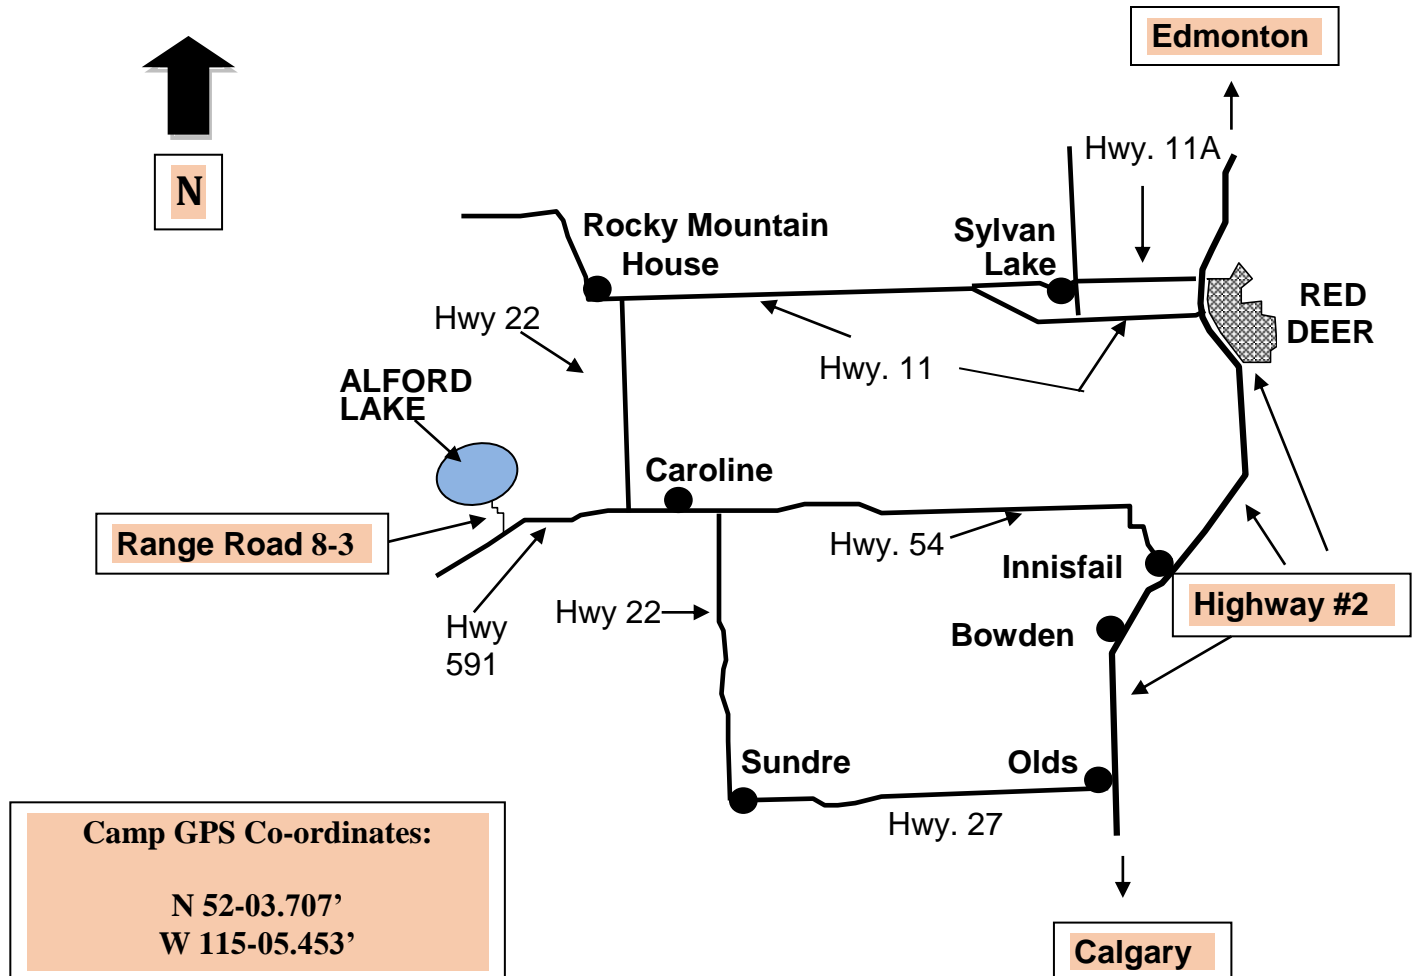 Edmonton
N
Hwy. 11A
Rocky Mountain
House
Sylvan
Lake
RED
DEER
Hwy 22
Hwy. 11
ALFORD
LAKE
Caroline
Range Road 8-3
Hwy. 54
Innisfail
Highway #2
Hwy
591
Hwy 22
Bowden
Sundre
Olds
Hwy. 27
Camp GPS Co-ordinates:
N 52-03.707’
W 115-05.453’
Calgary